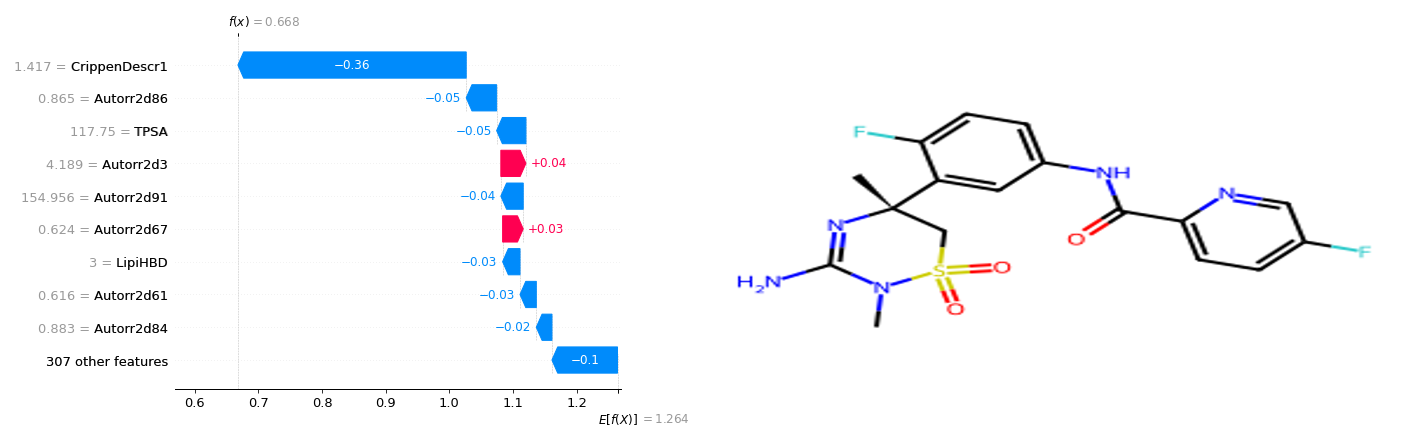 f(x) = 0.668
1.417 = CrippenDescr1
−0.36
0.865 = Autorr2d86
−0.05
117.75 = TPSA
−0.05
4.189 = Autorr2d3
+0.04
154.956 = Autorr2d91
−0.04
0.624 = Autorr2d67
+0.03
3 = LipiHBD
−0.03
0.616 = Autorr2d61
−0.03
0.883 = Autorr2d84
−0.02
307 other features
−0.1
0.6 0.7 0.8 0.9 1.0 1.1 1.2
E[f(X)] = 1.264
F
NH
N
O
N
F
H₂N
N
S
O
O